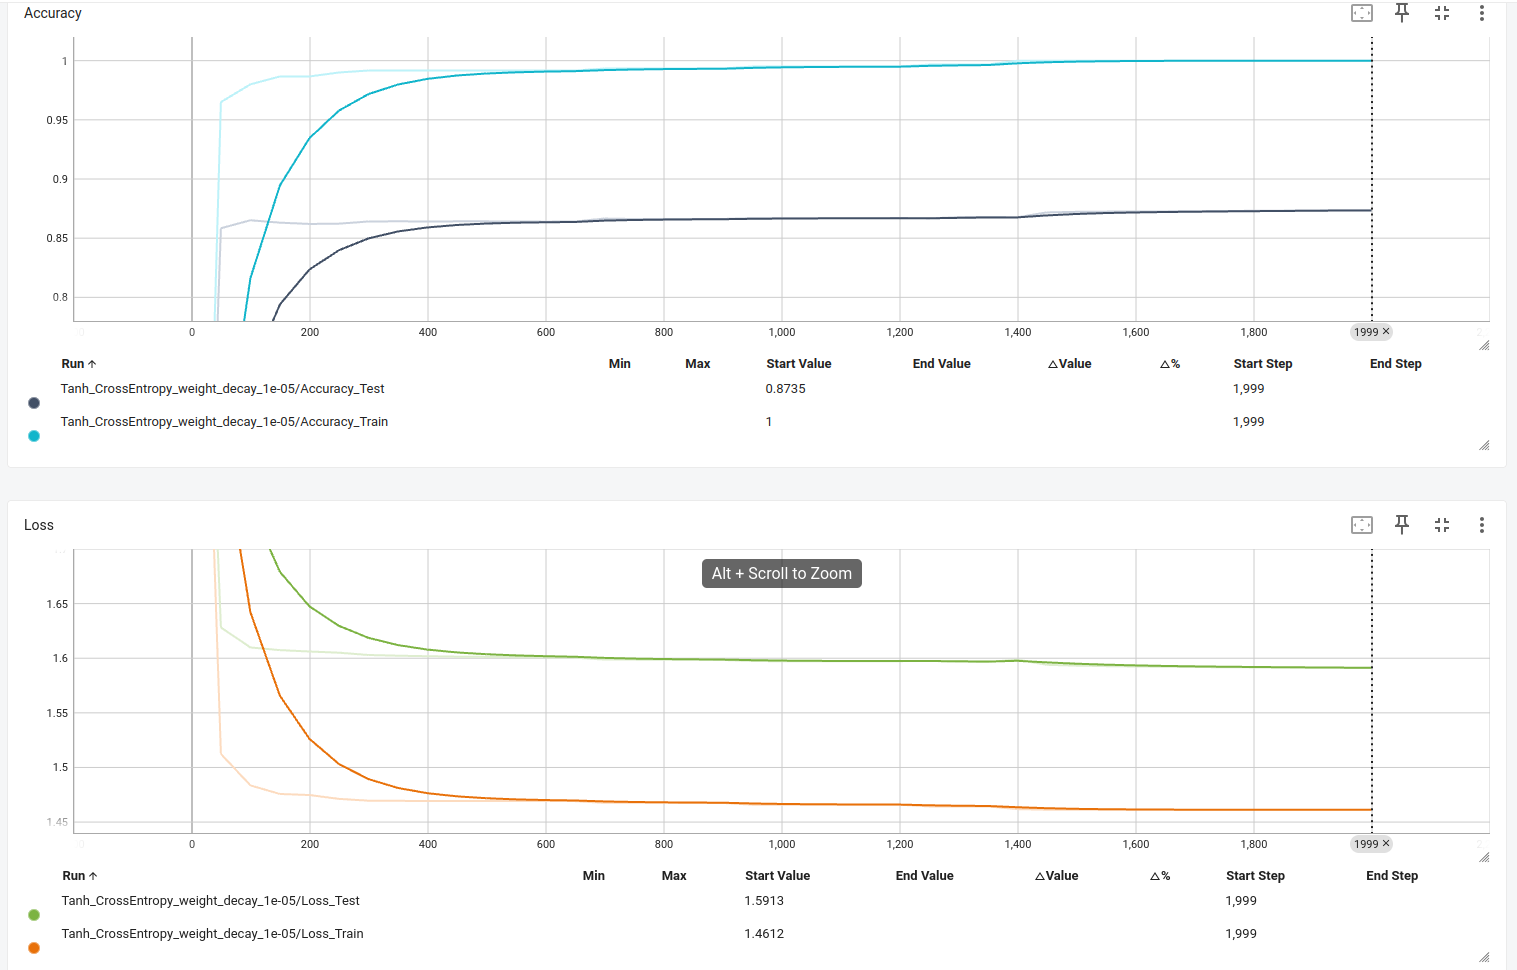 Accuracy
1
0.95
0.9
0.85
0.8
0 200 400 600 800 1,000 1,200 1,400 1,600 1,800 1999 ✕
Run ↑ Min Max Start Value End Value △Value △% Start Step End Step
Tanh_CrossEntropy_weight_decay_1e-05/Accuracy_Test 0.8735 1,999
Tanh_CrossEntropy_weight_decay_1e-05/Accuracy_Train 1 1,999
Loss
Alt + Scroll to Zoom
1.65
1.6
1.55
1.5
1.45
0 200 400 600 800 1,000 1,200 1,400 1,600 1,800 1999 ✕
Run ↑ Min Max Start Value End Value △Value △% Start Step End Step
Tanh_CrossEntropy_weight_decay_1e-05/Loss_Test 1.5913 1,999
Tanh_CrossEntropy_weight_decay_1e-05/Loss_Train 1.4612 1,999